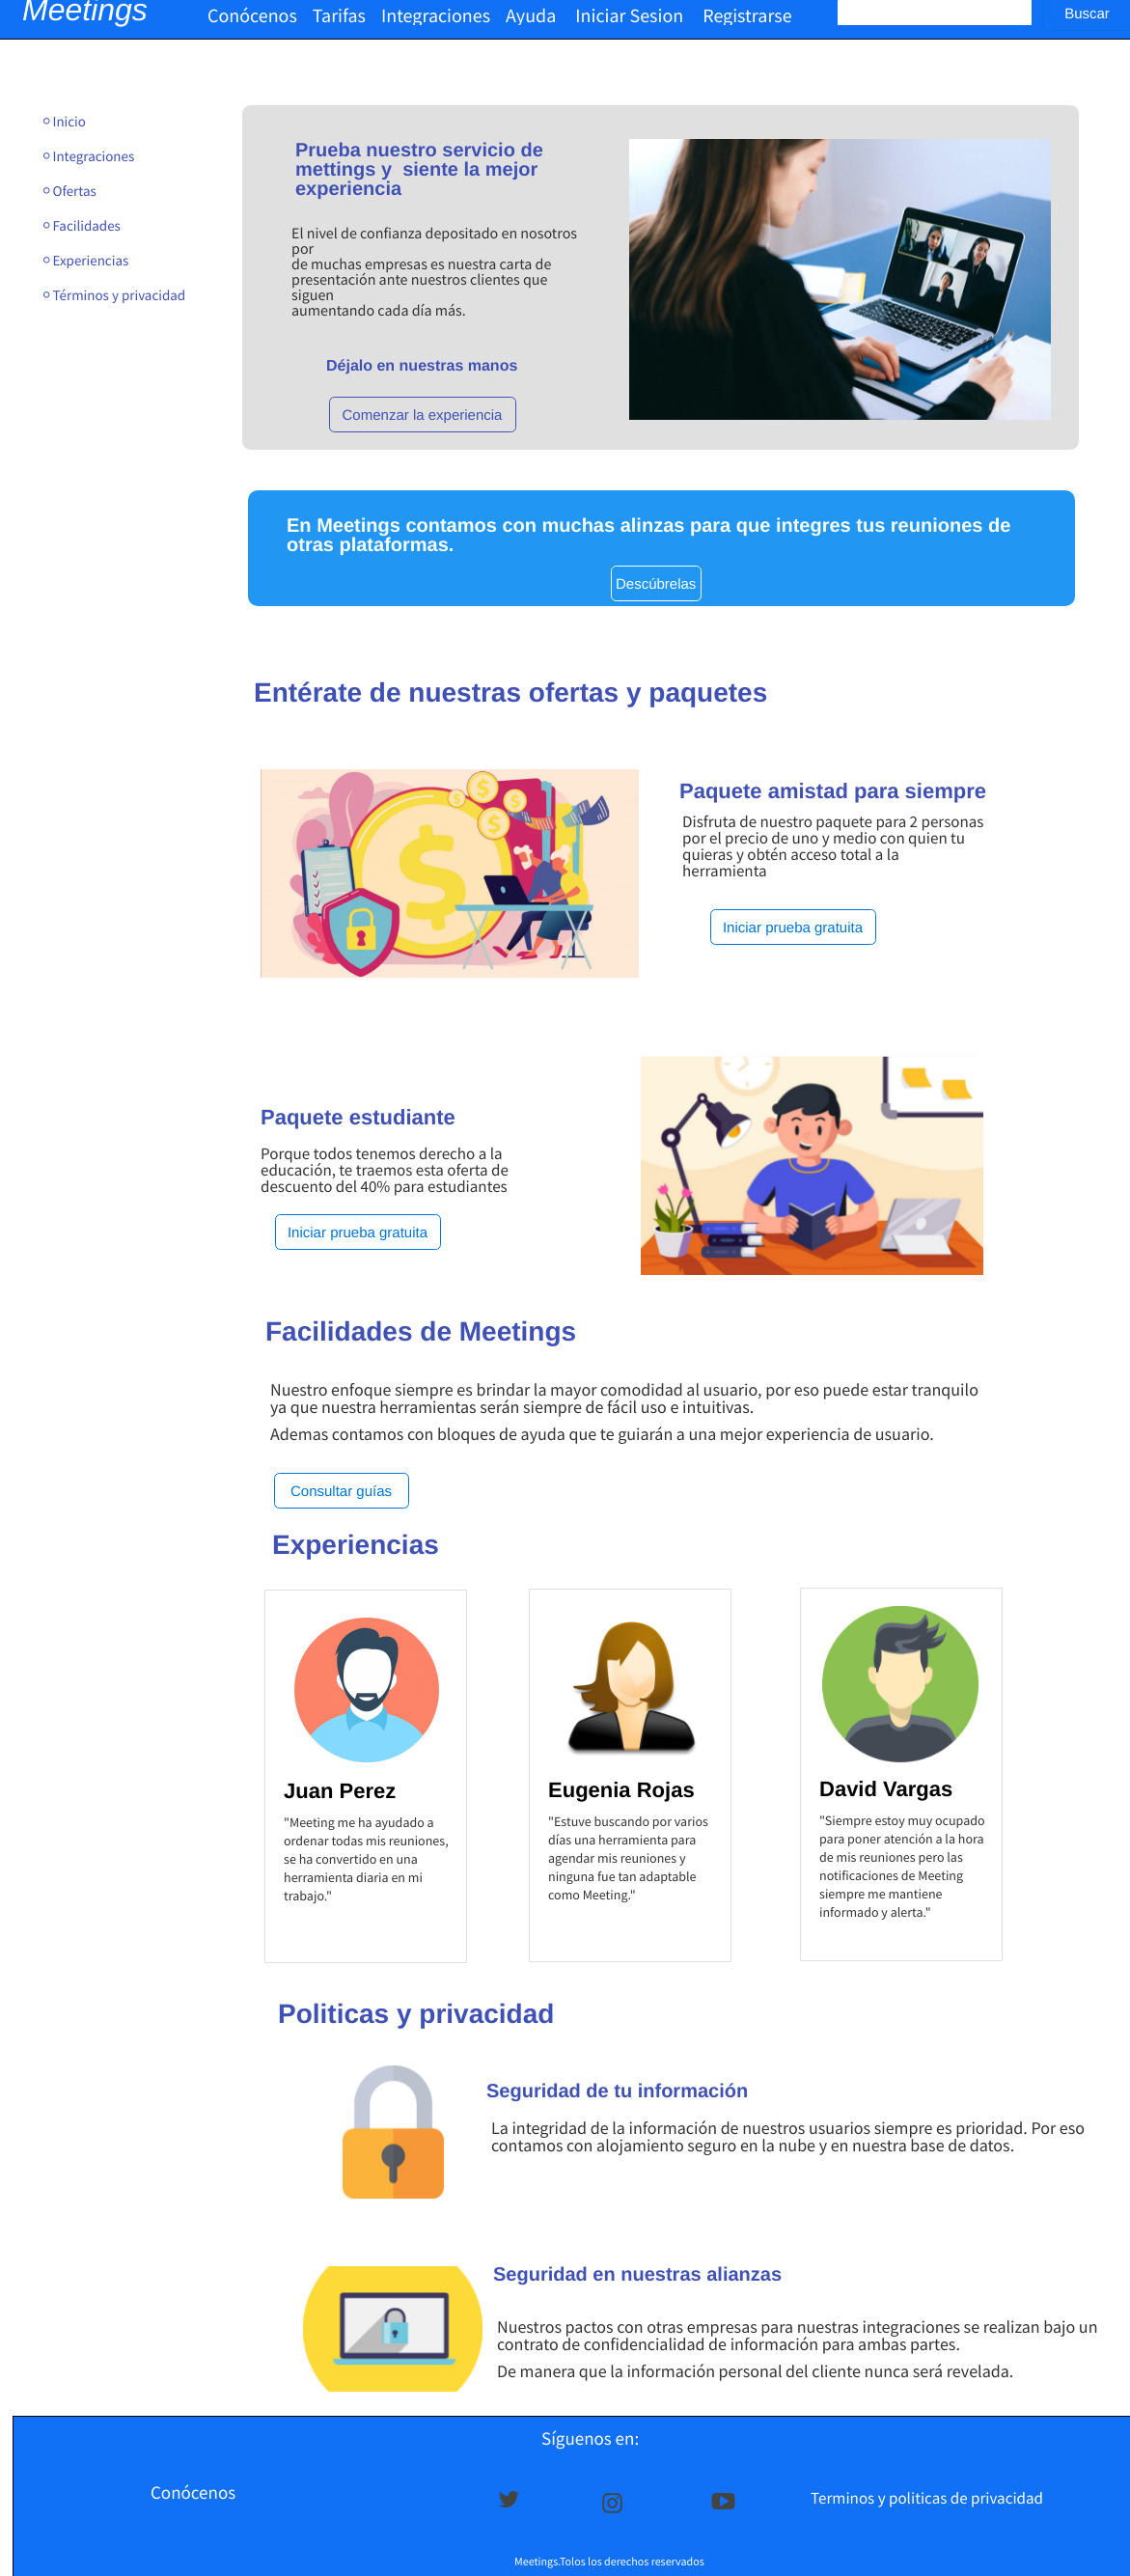 Meetings
Conócenos Tarifas Integraciones Ayuda Iniciar Sesion Registrarse
Buscar
Inicio
Integraciones
Ofertas
Facilidades
Experiencias
Términos y privacidad
Prueba nuestro servicio de
mettings y siente la mejor
experiencia
El nivel de confianza depositado en nosotros
por
de muchas empresas es nuestra carta de
presentación ante nuestros clientes que
siguen
aumentando cada día más.
Déjalo en nuestras manos
Comenzar la experiencia
En Meetings contamos con muchas alinzas para que integres tus reuniones de
otras plataformas.
Descúbrelas
Entérate de nuestras ofertas y paquetes
Paquete amistad para siempre
Disfruta de nuestro paquete para 2 personas
por el precio de uno y medio con quien tu
quieras y obtén acceso total a la
herramienta
Iniciar prueba gratuita
Paquete estudiante
Porque todos tenemos derecho a la
educación, te traemos esta oferta de
descuento del 40% para estudiantes
Iniciar prueba gratuita
Facilidades de Meetings
Nuestro enfoque siempre es brindar la mayor comodidad al usuario, por eso puede estar tranquilo
ya que nuestra herramientas serán siempre de fácil uso e intuitivas.
Ademas contamos con bloques de ayuda que te guiarán a una mejor experiencia de usuario.
Consultar guías
Experiencias
Juan Perez
"Meeting me ha ayudado a
ordenar todas mis reuniones,
se ha convertido en una
herramienta diaria en mi
trabajo."
Eugenia Rojas
"Estuve buscando por varios
días una herramienta para
agendar mis reuniones y
ninguna fue tan adaptable
como Meeting."
David Vargas
"Siempre estoy muy ocupado
para poner atención a la hora
de mis reuniones pero las
notificaciones de Meeting
siempre me mantiene
informado y alerta."
Politicas y privacidad
Seguridad de tu información
La integridad de la información de nuestros usuarios siempre es prioridad. Por eso
contamos con alojamiento seguro en la nube y en nuestra base de datos.
Seguridad en nuestras alianzas
Nuestros pactos con otras empresas para nuestras integraciones se realizan bajo un
contrato de confidencialidad de información para ambas partes.
De manera que la información personal del cliente nunca será revelada.
Síguenos en:
Conócenos
Terminos y politicas de privacidad
Meetings.Tolos los derechos reservados